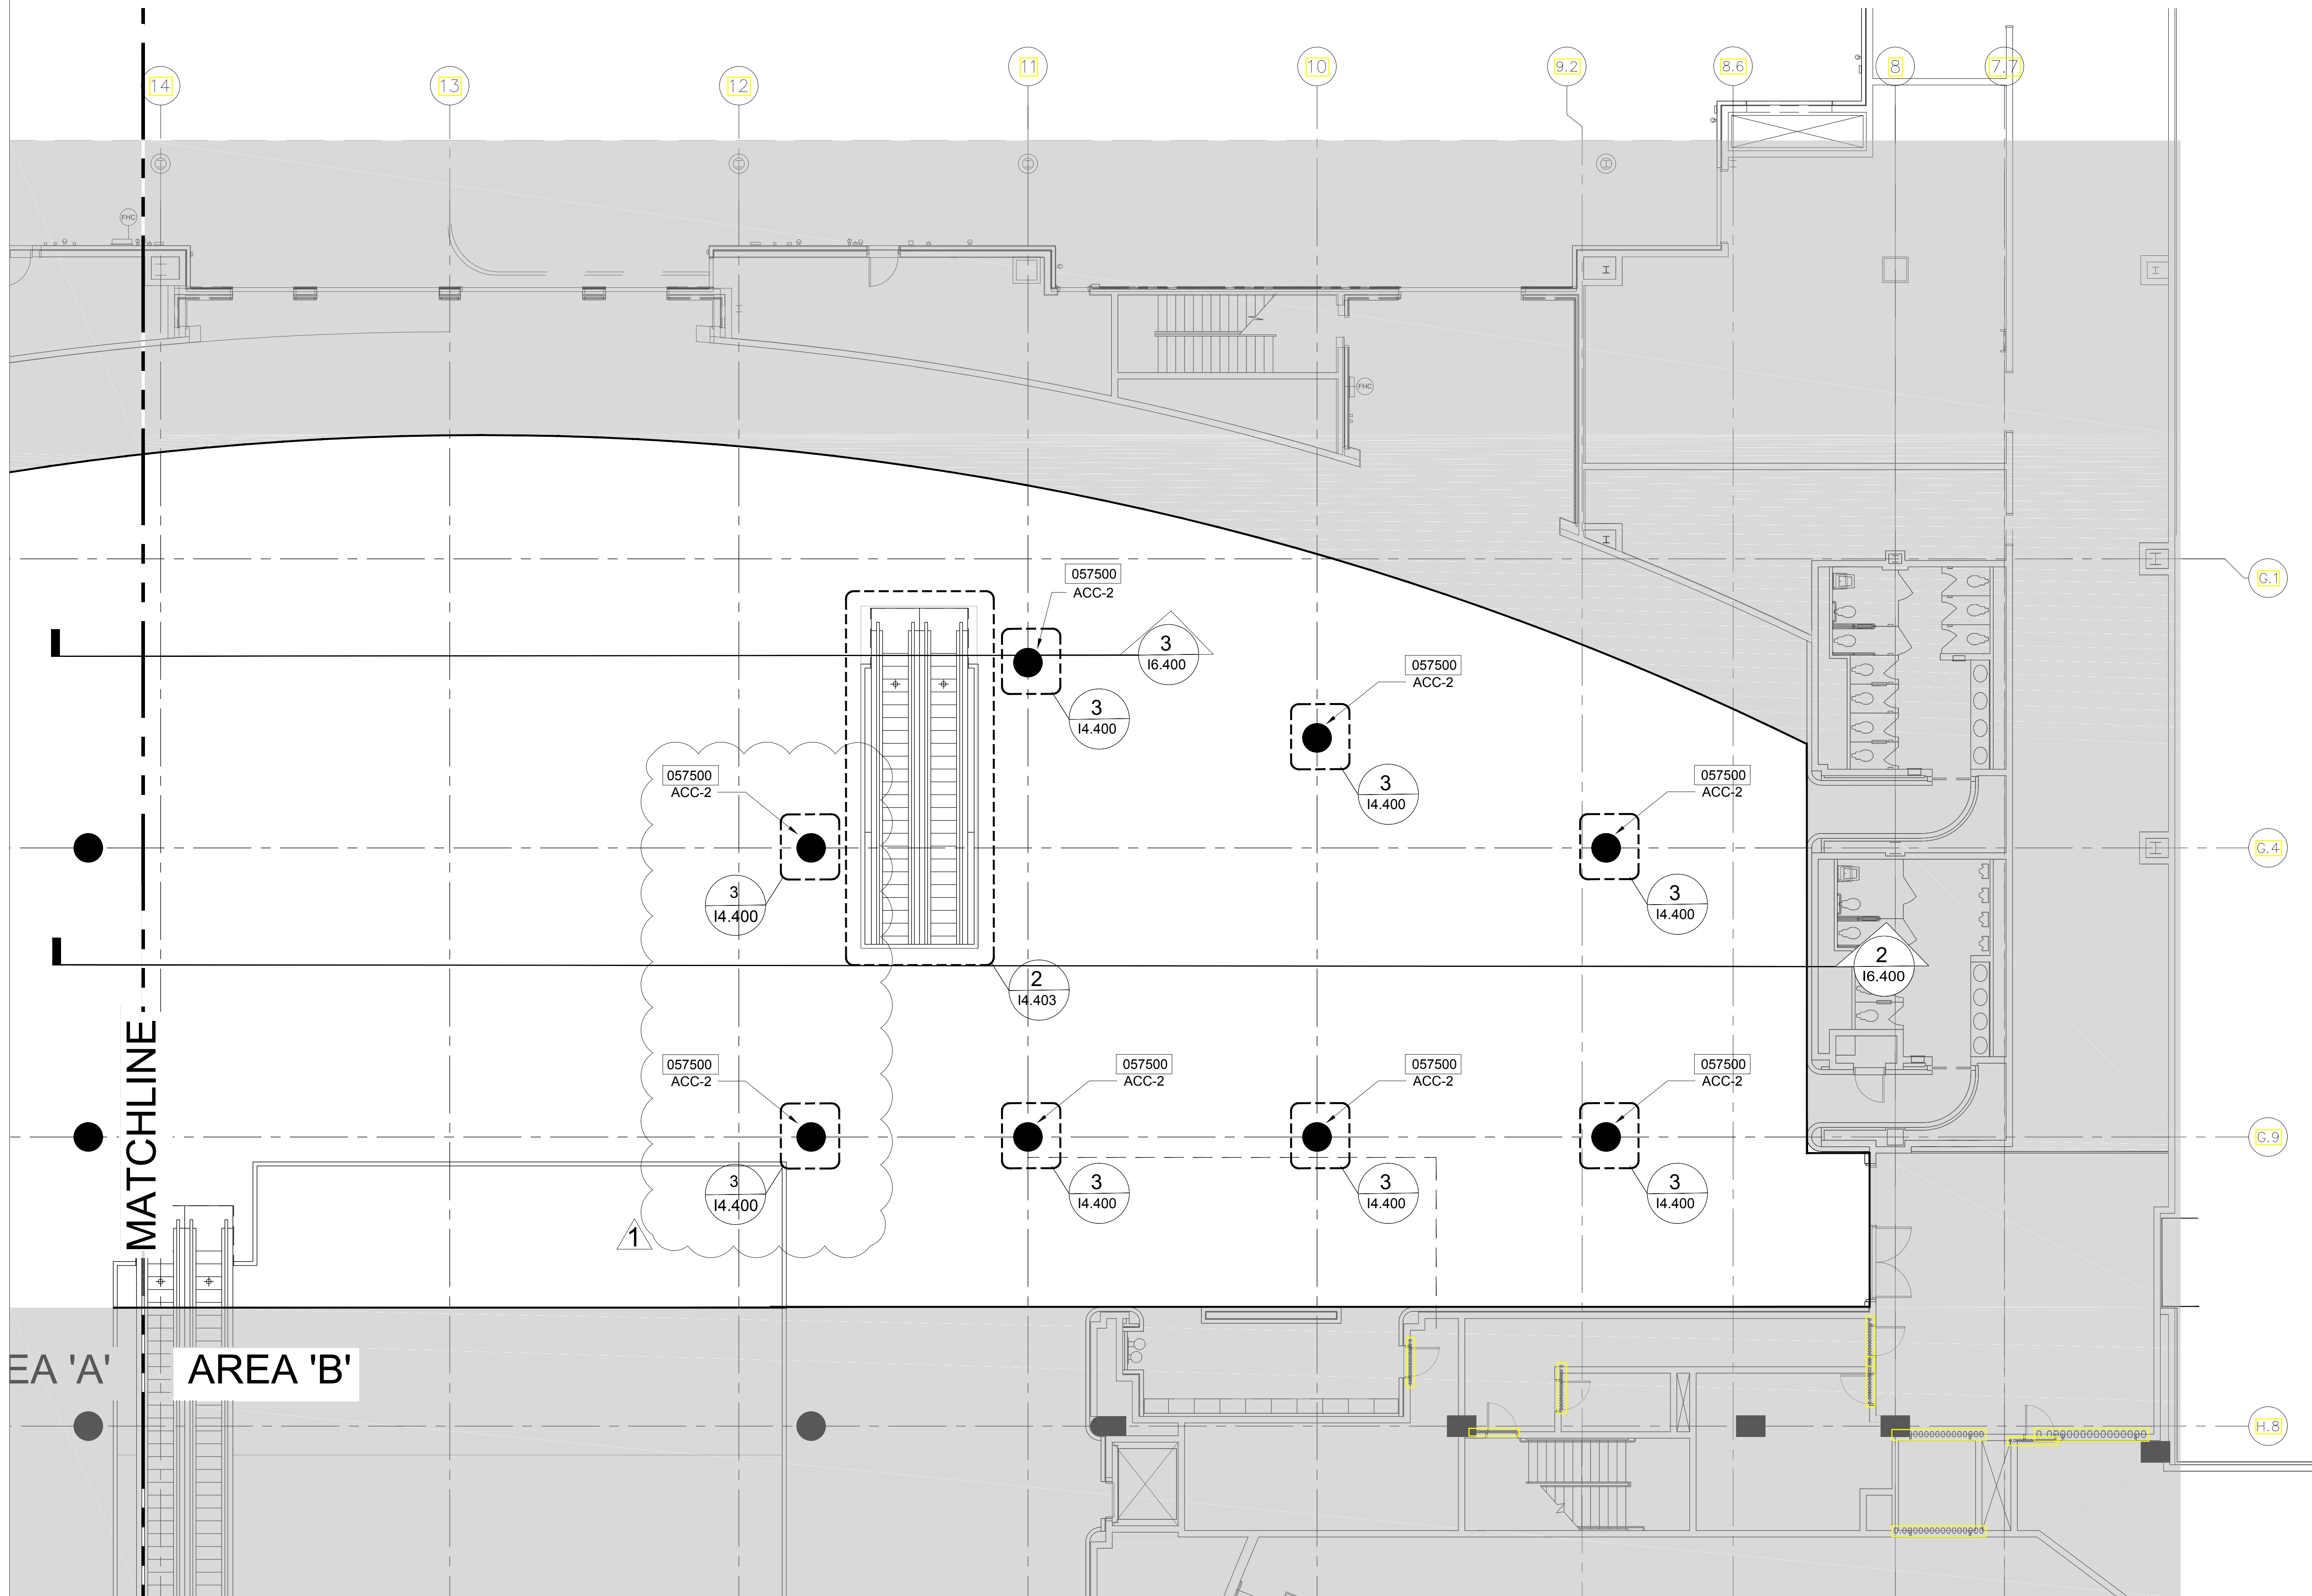 14
13
12
11
10
9.2
8.6
8
7.7
FHC
FHC
G.1
057500
ACC-2
3
I6.400
3
I4.400
057500
ACC-2
3
I4.400
057500
ACC-2
3
I4.400
057500
ACC-2
3
I4.400
G.4
2
I4.403
2
I6.400
MATCHLINE
057500
ACC-2
3
I4.400
057500
ACC-2
3
I4.400
057500
ACC-2
3
I4.400
057500
ACC-2
3
I4.400
G.9
1
EA 'A'
AREA 'B'
H.8